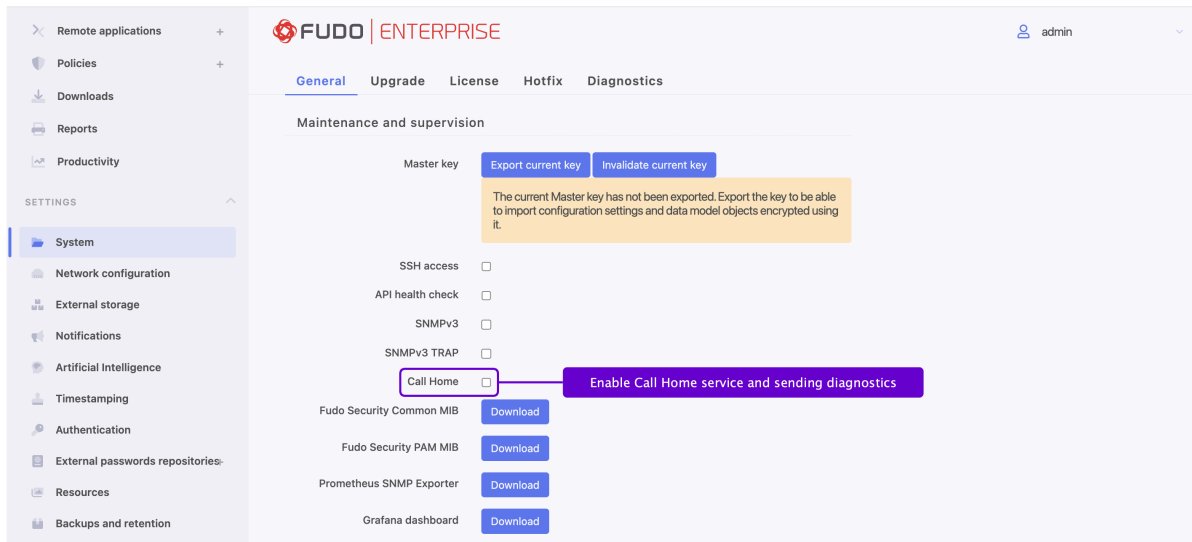 Remote applications +
Policies +
Downloads
Reports
Productivity
SETTINGS
System
Network configuration
External storage
Notifications
Artificial Intelligence
Timestamping
Authentication
External passwords repositories+
Resources
Backups and retention
FUDO ENTERPRISE
admin
General Upgrade License Hotfix Diagnostics
Maintenance and supervision
Master key Export current key Invalidate current key
The current Master key has not been exported. Export the key to be able
to import configuration settings and data model objects encrypted using
it.
SSH access
API health check
SNMPv3
SNMPv3 TRAP
Call Home Enable Call Home service and sending diagnostics
Fudo Security Common MIB Download
Fudo Security PAM MIB Download
Prometheus SNMP Exporter Download
Grafana dashboard Download